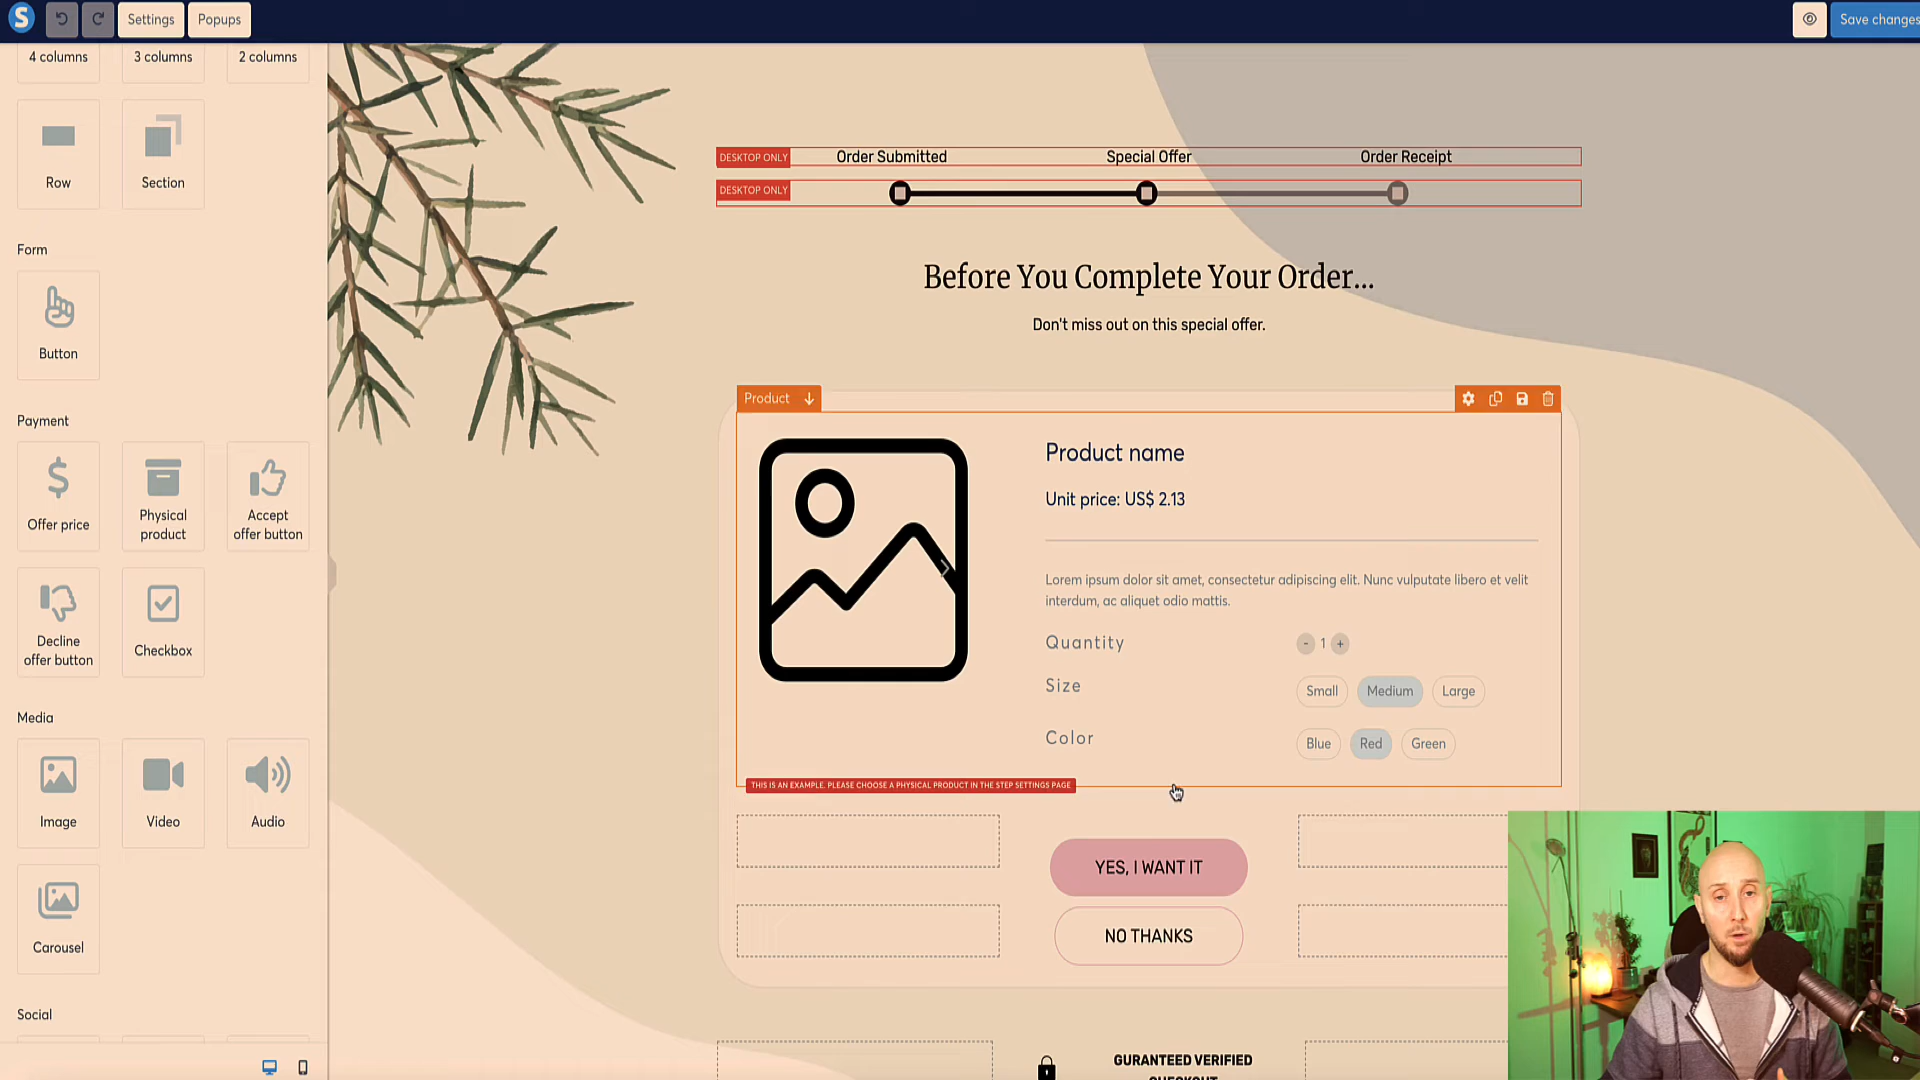 S
Settings
Popups
Save changes
4 columns
3 columns
2 columns
Row
Section
Form
Button
Payment
Offer price
Physical
product
Accept
offer button
Decline
offer button
Checkbox
Media
Image
Video
Audio
Carousel
Social
DESKTOP ONLY
Order Submitted
Special Offer
Order Receipt
DESKTOP ONLY
Before You Complete Your Order...
Don't miss out on this special offer.
Product
Product name
Unit price: US$ 2.13
Lorem ipsum dolor sit amet, consectetur adipiscing elit. Nunc vulputate libero et velit
interdum, ac aliquet odio mattis.
Quantity
- 1 +
Size
Small
Medium
Large
Color
Blue
Red
Green
THIS IS AN EXAMPLE. PLEASE CHOOSE A PHYSICAL PRODUCT IN THE STEP SETTINGS PAGE
YES, I WANT IT
NO THANKS
GURANTEED VERIFIED
CHECKOUT